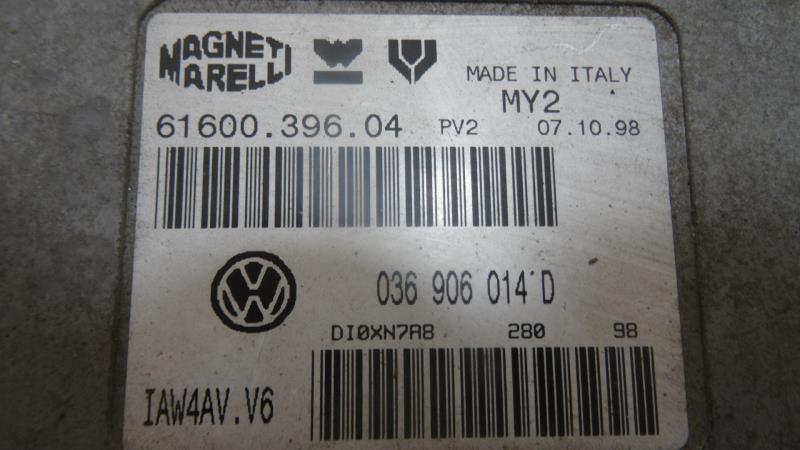 MAGNETI
MARELLI
MADE IN ITALY
MY2
61600.396.04 PV2 07.10.98
036 906 014 D
DI0XN7A8 280 98
IAW4AV.V6